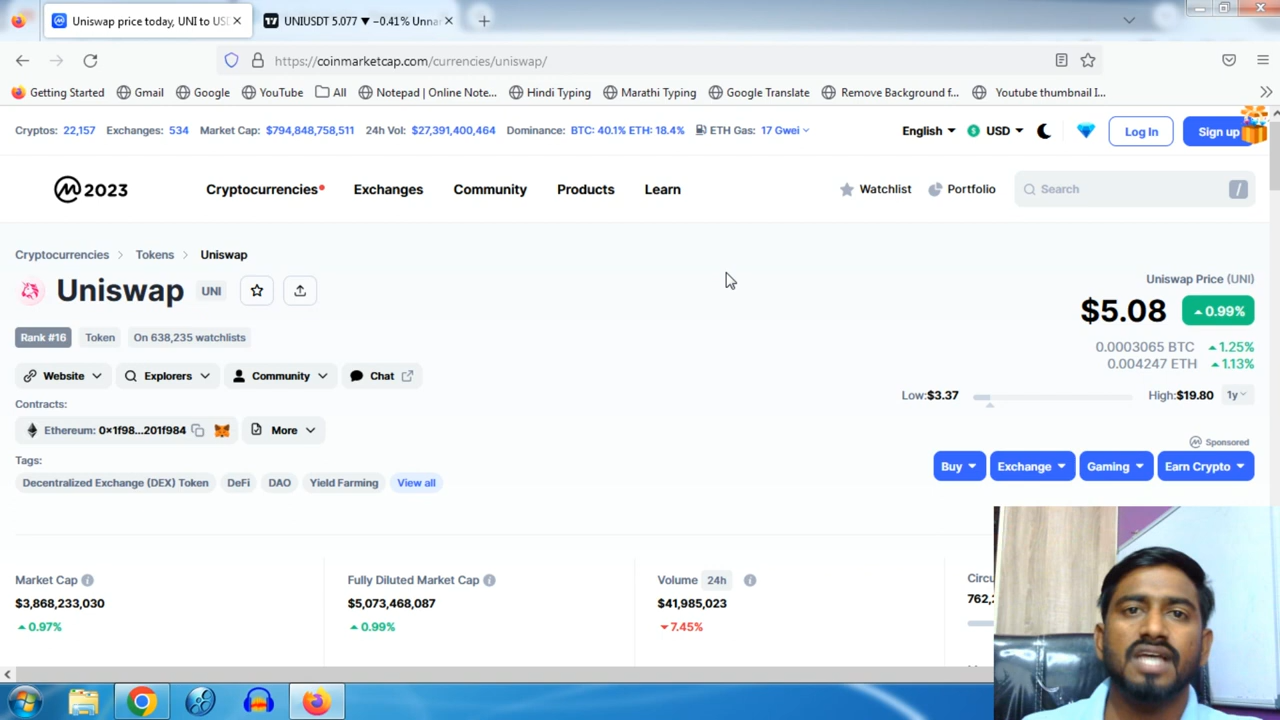 Uniswap price today, UNI to US
UNIUSDT 5.077 ▼ −0.41% Unna
https://coinmarketcap.com/currencies/uniswap/
Getting Started Gmail Google YouTube All Notepad | Online Note... Hindi Typing Marathi Typing Google Translate Remove Background f... Youtube thumbnail I...
Cryptos: 22,157 Exchanges: 534 Market Cap: $794,848,758,511 24h Vol: $27,391,400,464 Dominance: BTC: 40.1% ETH: 18.4% ETH Gas: 17 Gwei English USD Log In Sign up
2023 Cryptocurrencies Exchanges Community Products Learn Watchlist Portfolio Search /
Cryptocurrencies > Tokens > Uniswap
Uniswap UNI
Rank #16 Token On 638,235 watchlists
Website Explorers Community Chat
Contracts:
Ethereum: 0x1f98...201f984 More
Tags:
Decentralized Exchange (DEX) Token DeFi DAO Yield Farming View all
Uniswap Price (UNI)
$5.08 0.99%
0.0003065 BTC 1.25%
0.004247 ETH 1.13%
Low: $3.37 High: $19.80 1y
Sponsored
Buy Exchange Gaming Earn Crypto
Market Cap
$3,868,233,030
0.97%
Fully Diluted Market Cap
$5,073,468,087
0.99%
Volume 24h
$41,985,023
7.45%
Circu
762,